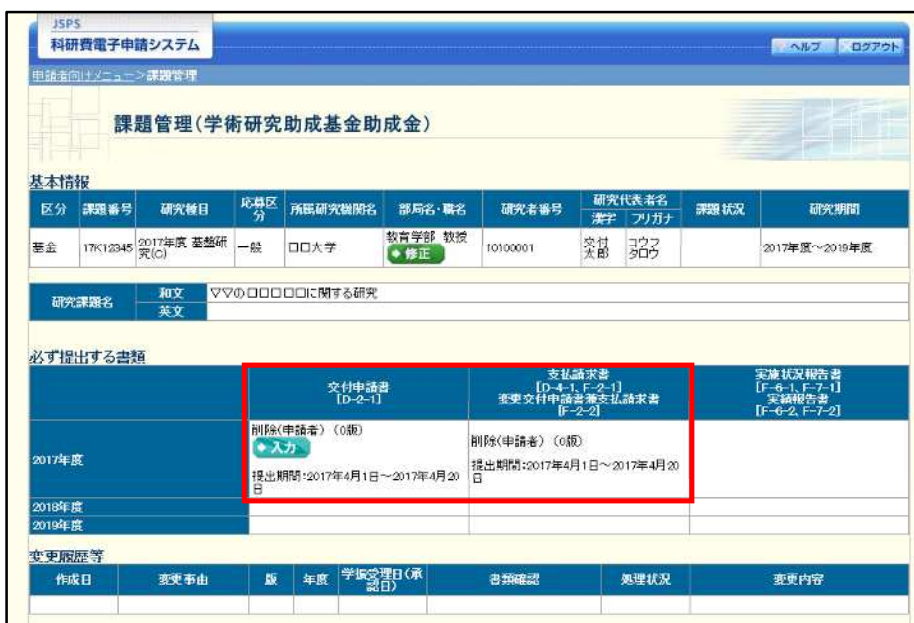 JSPS
科研費電子申請システム
ヘルプ ログアウト
申請者向けメニュー>課題管理
課題管理(学術研究助成基金助成金)
基本情報
区分 課題番号 研究種目 応募区分 所属研究機関名 部局名・職名 研究者番号 研究代表者名 漢字 フリガナ 課題状況 研究期間
基金 17K12345 2017年度 基盤研究(C) 一般 □□大学 教育学部 教授 修正 10100001 交付 太郎 コウフ タロウ 2017年度~2019年度
研究課題名 和文 ▽▽の□□□□□に関する研究
英文
必ず提出する書類
交付申請書
[D-2-1]
支払請求書
[D-4-1、F-2-1]
変更交付申請書兼支払請求書
[F-2-2]
実施状況報告書
[F-6-1、F-7-1]
実績報告書
[F-6-2、F-7-2]
2017年度
削除(申請者) (0版)
入力
提出期間:2017年4月1日~2017年4月20日
削除(申請者) (0版)
提出期間:2017年4月1日~2017年4月20日
2018年度
2019年度
変更履歴等
作成日 変更事由 版 年度 学振受理日(承認日) 書類確認 処理状況 変更内容